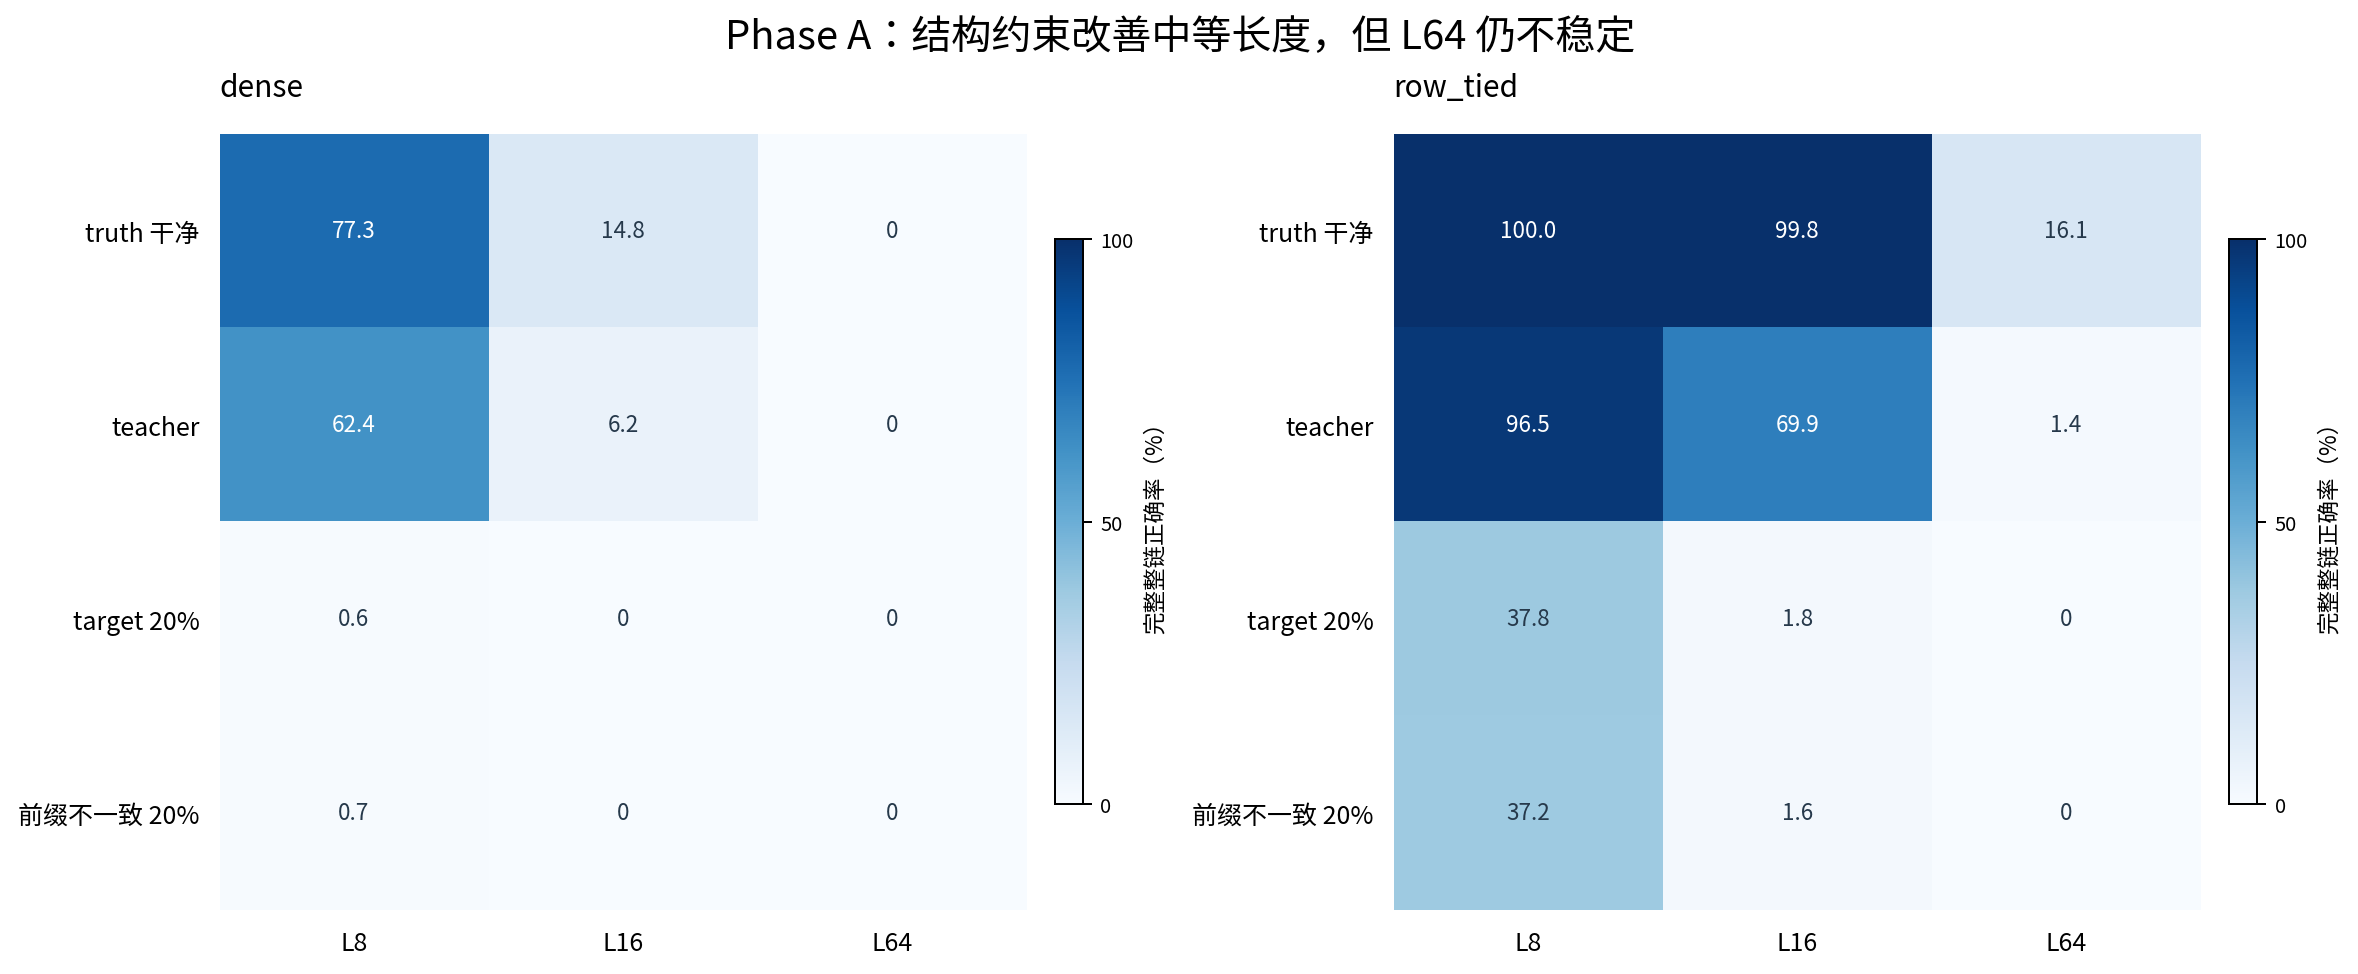 Phase A：结构约束改善中等长度，但 L64 仍不稳定
dense
truth 干净 77.3 14.8 0
teacher 62.4 6.2 0
target 20% 0.6 0 0
前缀不一致 20% 0.7 0 0
L8 L16 L64
100
50
0
完整整链正确率（%）
row_tied
truth 干净 100.0 99.8 16.1
teacher 96.5 69.9 1.4
target 20% 37.8 1.8 0
前缀不一致 20% 37.2 1.6 0
L8 L16 L64
100
50
0
完整整链正确率（%）